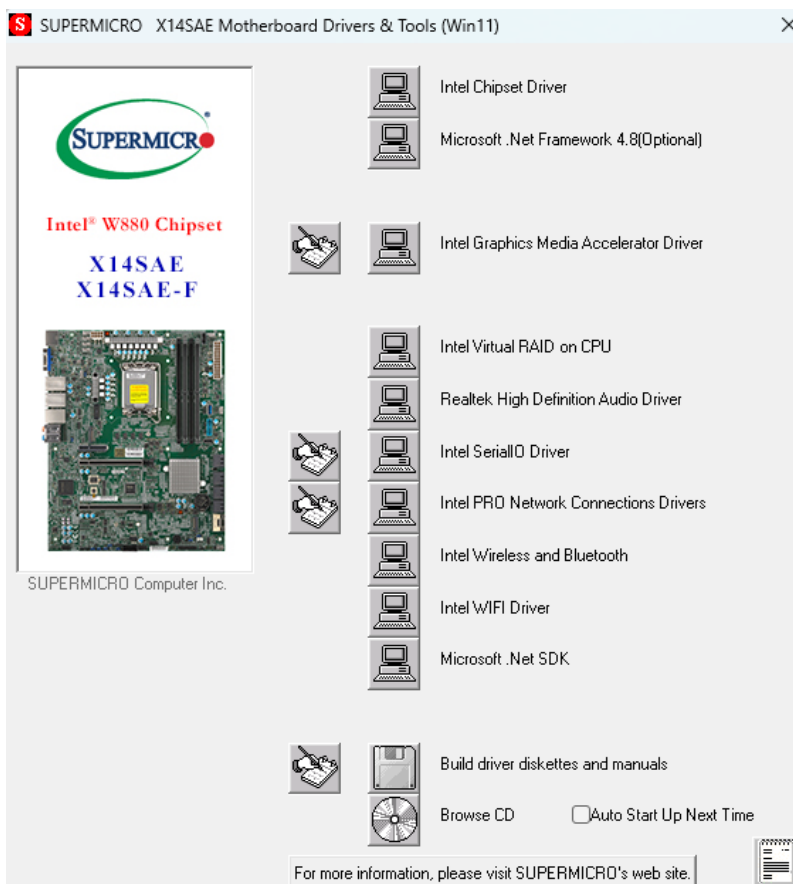 S SUPERMICRO X14SAE Motherboard Drivers & Tools (Win11)
SUPERMICRO
Intel® W880 Chipset
X14SAE
X14SAE-F
SUPERMICRO Computer Inc.
Intel Chipset Driver
Microsoft .Net Framework 4.8(Optional)
Intel Graphics Media Accelerator Driver
Intel Virtual RAID on CPU
Realtek High Definition Audio Driver
Intel SerialIO Driver
Intel PRO Network Connections Drivers
Intel Wireless and Bluetooth
Intel WIFI Driver
Microsoft .Net SDK
Build driver diskettes and manuals
Browse CD Auto Start Up Next Time
For more information, please visit SUPERMICRO's web site.